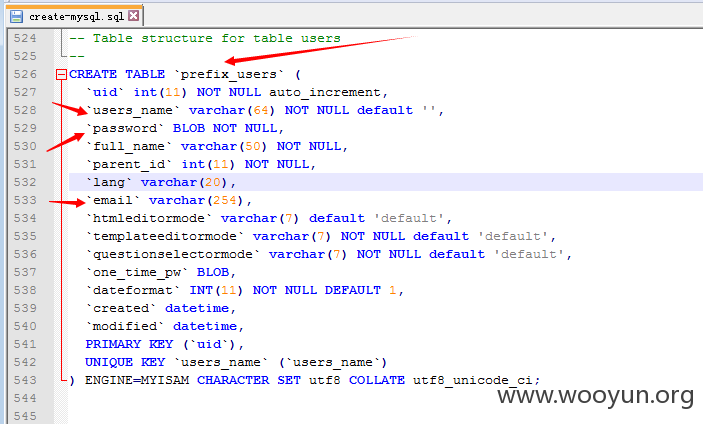 create-mysql.sql
524 -- Table structure for table users
525 --
526 CREATE TABLE `prefix_users` (
527 `uid` int(11) NOT NULL auto_increment,
528 `users_name` varchar(64) NOT NULL default '',
529 `password` BLOB NOT NULL,
530 `full_name` varchar(50) NOT NULL,
531 `parent_id` int(11) NOT NULL,
532 `lang` varchar(20),
533 `email` varchar(254),
534 `htmleditormode` varchar(7) default 'default',
535 `templateeditormode` varchar(7) NOT NULL default 'default',
536 `questionselectormode` varchar(7) NOT NULL default 'default',
537 `one_time_pw` BLOB,
538 `dateformat` INT(11) NOT NULL DEFAULT 1,
539 `created` datetime,
540 `modified` datetime,
541 PRIMARY KEY (`uid`),
542 UNIQUE KEY `users_name` (`users_name`)
543 ) ENGINE=MYISAM CHARACTER SET utf8 COLLATE utf8_unicode_ci;
544
545
www.wooyun.org